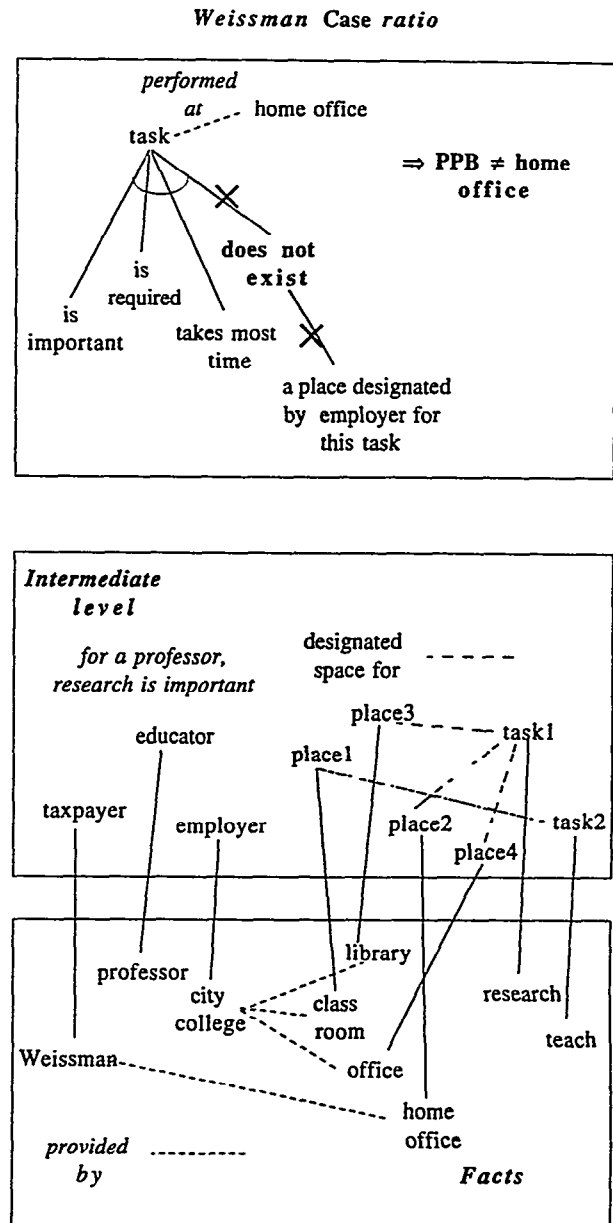 Weissman Case ratio
performed
at
home office
task
⇒ PPB ≠ home
office
does not
exist
is
required
is
important
takes most
time
a place designated
by employer for
this task
Intermediate
level
for a professor,
research is important
designated
space for
place3
task1
educator
place1
taxpayer
employer
place2
task2
place4
library
professor
city
college
class
room
research
teach
Weissman
office
home
office
provided
by
Facts